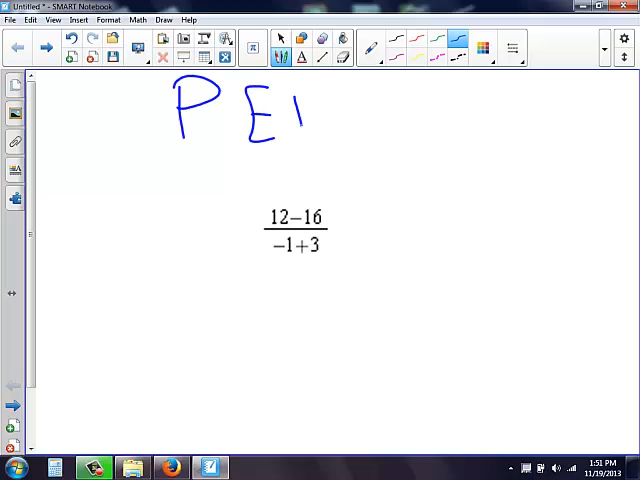 Untitled * - SMART Notebook
File Edit View Insert Format Math Draw Help
P E
12−16
−1+3
1:51 PM
11/19/2013